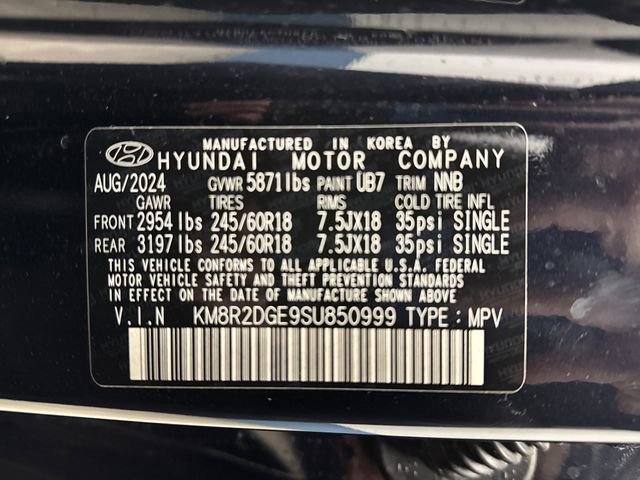 MANUFACTURED IN KOREA BY
HYUNDAI MOTOR COMPANY
AUG/2024 GVWR 5871lbs PAINT UB7 TRIM NNB
GAWR TIRES RIMS COLD TIRE INFL
FRONT 2954 lbs 245/60R18 7.5JX18 35psi SINGLE
REAR 3197 lbs 245/60R18 7.5JX18 35psi SINGLE
THIS VEHICLE CONFORMS TO ALL APPLICABLE U.S.A. FEDERAL
MOTOR VEHICLE SAFETY AND THEFT PREVENTION STANDARDS
IN EFFECT ON THE DATE OF MANUFACTURE SHOWN ABOVE
V.I.N KM8R2DGE9SU850999 TYPE : MPV